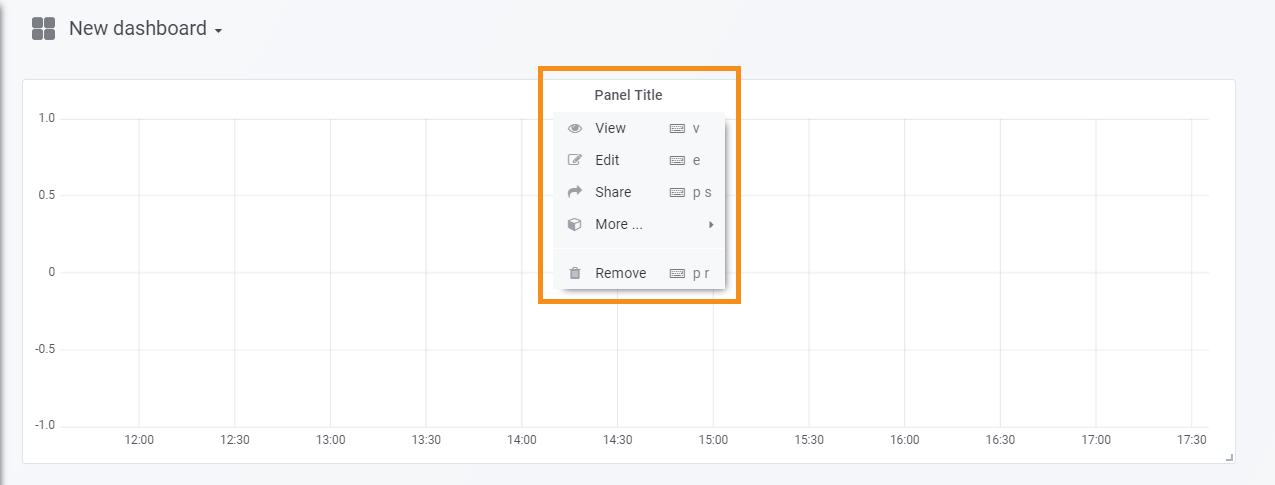 New dashboard
Panel Title
View v
Edit e
Share p s
More ...
Remove p r
1.0
0.5
0
-0.5
-1.0
12:00 12:30 13:00 13:30 14:00 14:30 15:00 15:30 16:00 16:30 17:00 17:30